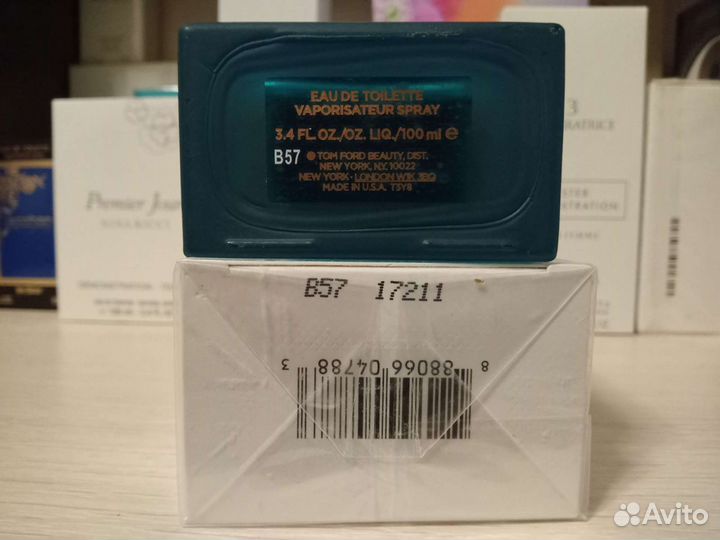 EAU DE TOILETTE
VAPORISATEUR SPRAY
3.4 FL. OZ./OZ. LIQ./100 ml ℮
B57 TOM FORD BEAUTY, DIST.
NEW YORK, N.Y. 10022
NEW YORK · LONDON W1K 3BQ
MADE IN U.S.A. T5Y8
B57 17211
8 88066 04788 3
Premier Jour
NINA RICCI
Avito